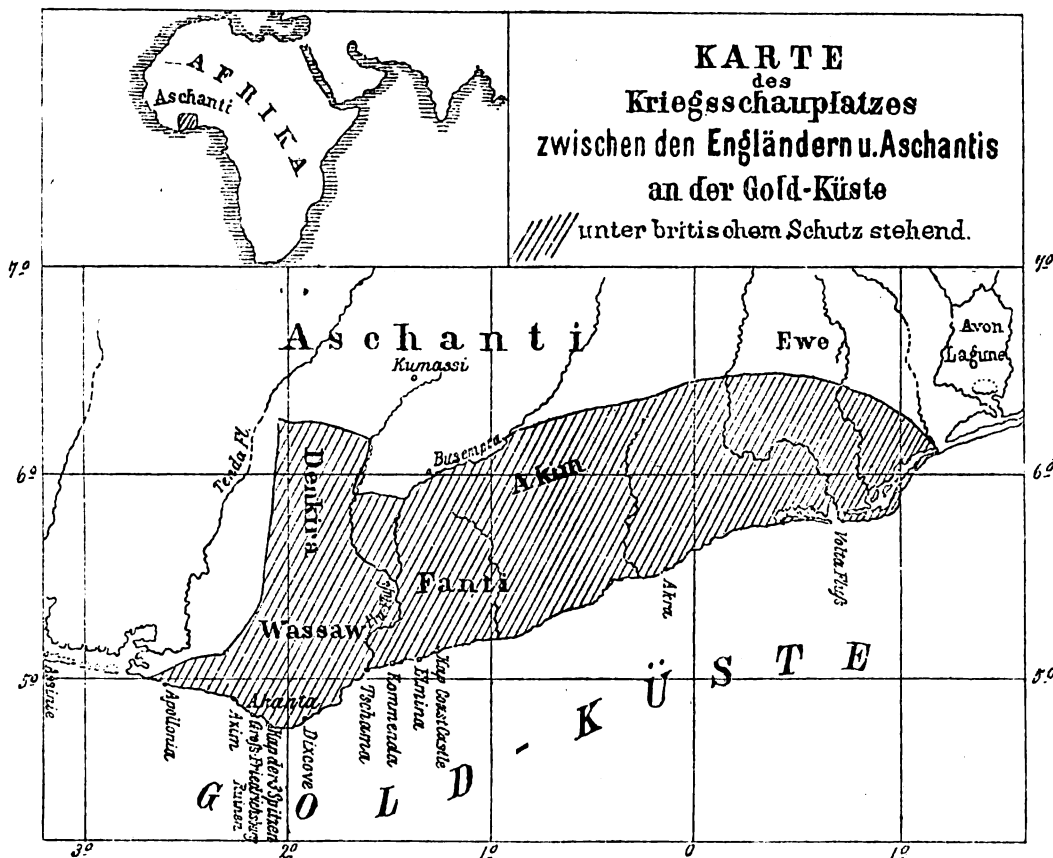 AFRIKA
Aschanti
KARTE
des
Kriegsschauplatzes
zwischen den Engländern u. Aschantis
an der Gold-Küste
unter britischem Schutz stehend.
7º
7º
Aschanti
Kumassi
Ewe
Avon
Lagune
Tenda Fl.
Busempra
6º
6º
Denkira
Akim
Fanti
Wassaw
Volta Fluß
Akra
5º
5º
Assinie
Ahanta
Apollonia
Axim
Groß Friedrichsburg
Ruinen
Kap der 3 Spitzen
Dixcove
Tschama
Kommenda
Elmina
Kap Coast Castle
GOLD-KÜSTE
3º
2º
1º
0
1º